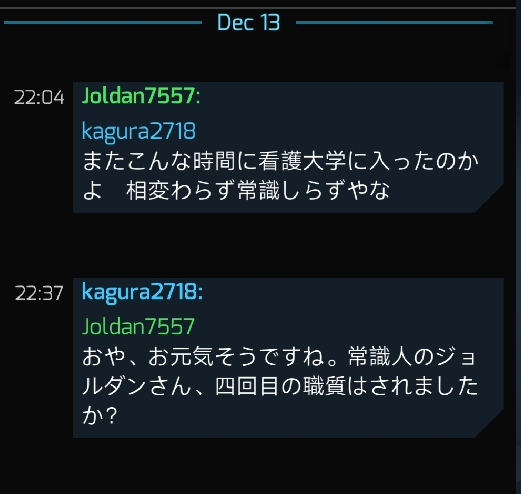 Dec 13
22:04 Joldan7557:
kagura2718
またこんな時間に看護大学に入ったのか
よ　相変わらず常識しらずやな
22:37 kagura2718:
Joldan7557
おや、お元気そうですね。常識人のジョ
ルダンさん、四回目の職質はされました
か?